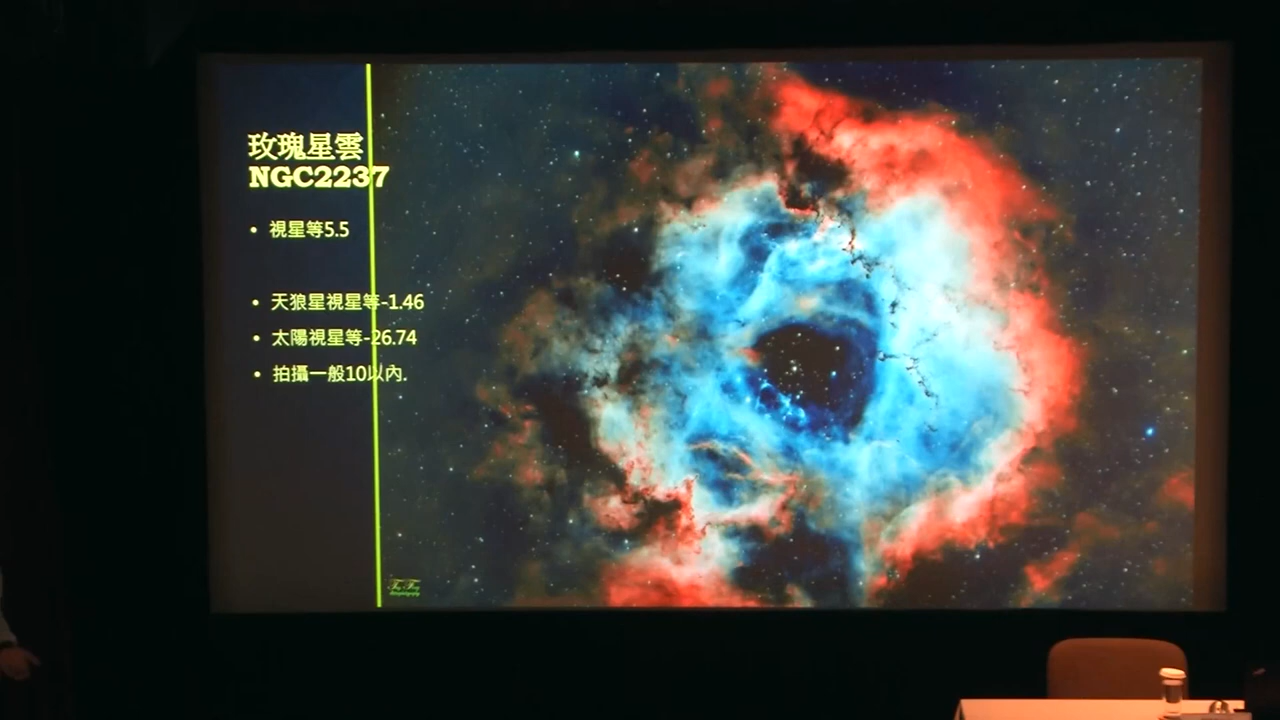 玫瑰星雲
NGC2237
• 視星等5.5
• 天狼星視星等-1.46
• 太陽視星等-26.74
• 拍攝一般10以內.